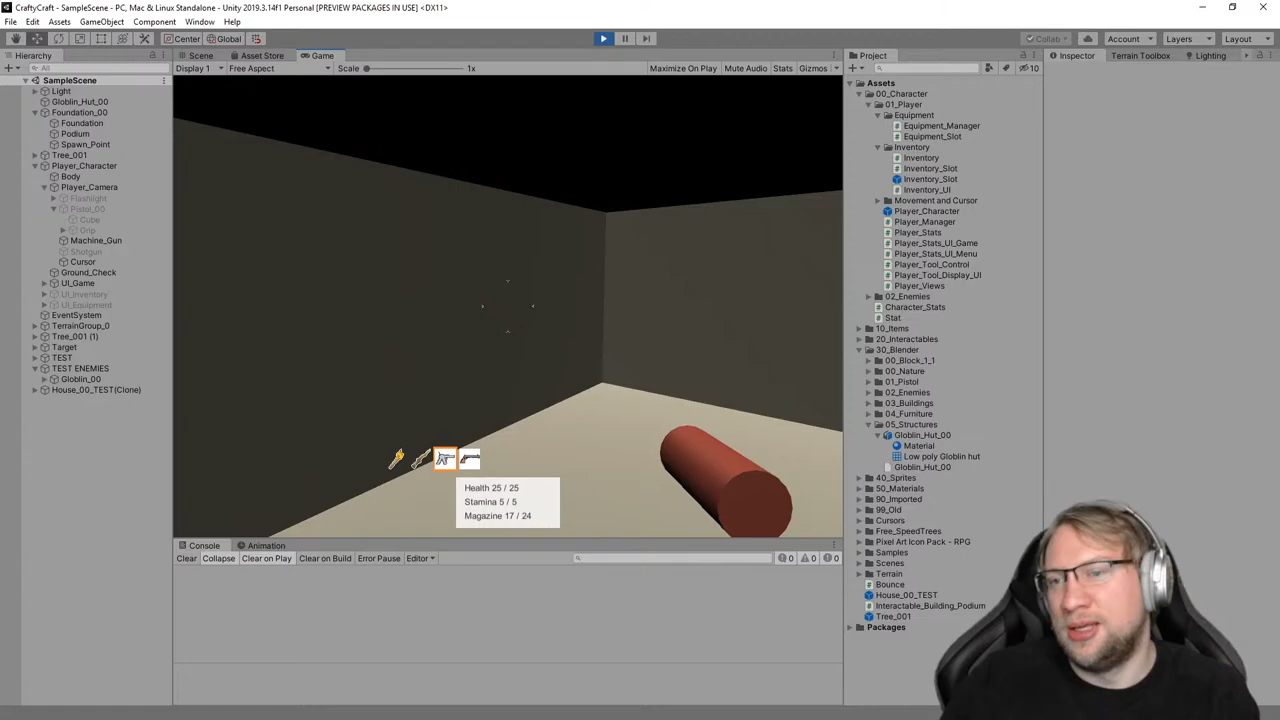 CraftyCraft - SampleScene - PC, Mac & Linux Standalone - Unity 2019.3.14f1 Personal [PREVIEW PACKAGES IN USE] <DX11>
File Edit Assets GameObject Component Window Help
Center Global Collab Account Layers Layout
Hierarchy
All
SampleScene
Light
Globlin_Hut_00
Foundation_00
Foundation
Podium
Spawn_Point
Tree_001
Player_Character
Body
Player_Camera
Flashlight
Pistol_00
Cube
Grip
Machine_Gun
Shotgun
Cursor
Ground_Check
UI_Game
UI_Inventory
UI_Equipment
EventSystem
TerrainGroup_0
Tree_001 (1)
Target
TEST
TEST ENEMIES
Globlin_00
House_00_TEST(Clone)
Scene Asset Store Game
Display 1 Free Aspect Scale 1x Maximize On Play Mute Audio Stats Gizmos
Health 25 / 25
Stamina 5 / 5
Magazine 17 / 24
Console Animation
Clear Collapse Clear on Play Clear on Build Error Pause Editor 0 0 0
Project
10
Assets
00_Character
01_Player
Equipment
Equipment_Manager
Equipment_Slot
Inventory
Inventory
Inventory_Slot
Inventory_Slot
Inventory_UI
Movement and Cursor
Player_Character
Player_Manager
Player_Stats
Player_Stats_UI_Game
Player_Stats_UI_Menu
Player_Tool_Control
Player_Tool_Display_UI
Player_Views
02_Enemies
Character_Stats
Stat
10_Items
20_Interactables
30_Blender
00_Block_1_1
00_Nature
01_Pistol
02_Enemies
03_Buildings
04_Furniture
05_Structures
Globlin_Hut_00
Material
Low poly Globlin hut
Globlin_Hut_00
40_Sprites
50_Materials
90_Imported
99_Old
Cursors
Free_SpeedTrees
Pixel Art Icon Pack - RPG
Samples
Scenes
Terrain
Bounce
House_00_TEST
Interactable_Building_Podium
Tree_001
Packages
Inspector Terrain Toolbox Lighting